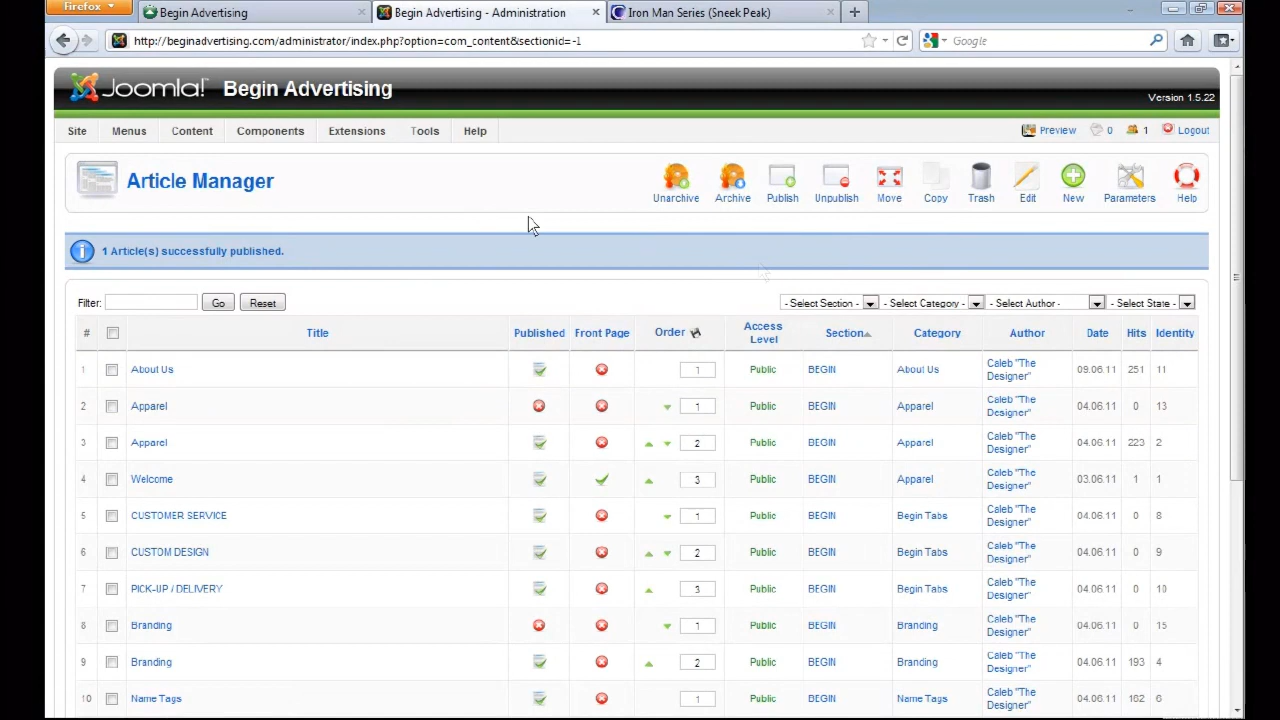 Firefox
Begin Advertising
Begin Advertising - Administration
Iron Man Series (Sneek Peak)
http://beginadvertising.com/administrator/index.php?option=com_content&sectionid=-1
Google
Joomla! Begin Advertising
Version 1.5.22
Site Menus Content Components Extensions Tools Help
Preview 0 1 Logout
Article Manager
Unarchive Archive Publish Unpublish Move Copy Trash Edit New Parameters Help
1 Article(s) successfully published.
Filter: Go Reset - Select Section - - Select Category - - Select Author - - Select State -
# Title Published Front Page Order Access Level Section Category Author Date Hits Identity
1 About Us 1 Public BEGIN About Us Caleb "The Designer" 09.06.11 251 11
2 Apparel 1 Public BEGIN Apparel Caleb "The Designer" 04.06.11 0 13
3 Apparel 2 Public BEGIN Apparel Caleb "The Designer" 04.06.11 223 2
4 Welcome 3 Public BEGIN Apparel Caleb "The Designer" 03.06.11 1 1
5 CUSTOMER SERVICE 1 Public BEGIN Begin Tabs Caleb "The Designer" 04.06.11 0 8
6 CUSTOM DESIGN 2 Public BEGIN Begin Tabs Caleb "The Designer" 04.06.11 0 9
7 PICK-UP / DELIVERY 3 Public BEGIN Begin Tabs Caleb "The Designer" 04.06.11 0 10
8 Branding 1 Public BEGIN Branding Caleb "The Designer" 04.06.11 0 15
9 Branding 2 Public BEGIN Branding Caleb "The Designer" 04.06.11 193 4
10 Name Tags 1 Public BEGIN Name Tags Caleb "The Designer" 04.06.11 162 6